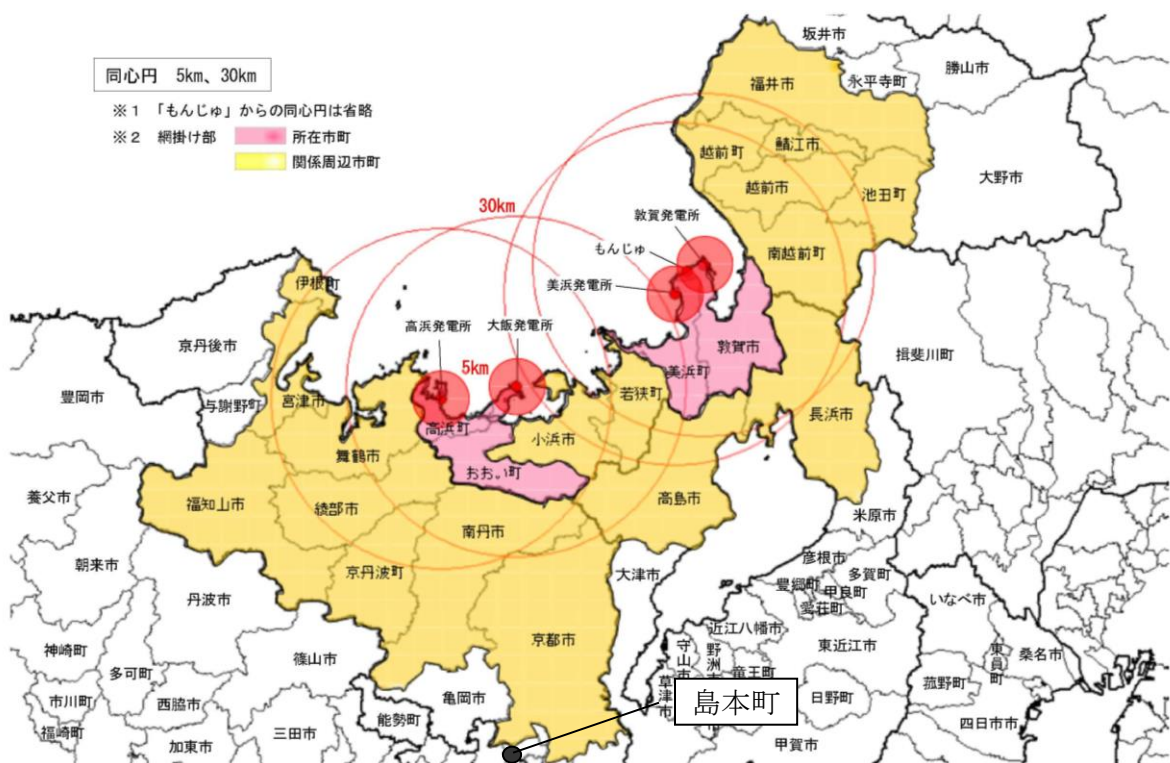 同心円 5km、30km
※1 「もんじゅ」からの同心円は省略
※2 網掛け部 所在市町
関係周辺市町
坂井市
勝山市
永平寺町
福井市
越前町
鯖江市
大野市
越前市
池田町
30km
敦賀発電所
もんじゅ
南越前町
美浜発電所
伊根町
高浜発電所
大飯発電所
京丹後市
敦賀市
揖斐川町
5km
美浜町
豊岡市
与謝野町
宮津市
若狭町
長浜市
高浜町
小浜市
舞鶴市
おおい町
養父市
福知山市
綾部市
高島市
南丹市
米原市
朝来市
京丹波町
大津市
彦根市
多賀町
丹波市
豊郷町
甲良町
愛荘町
いなべ市
京都市
近江八幡市
東近江市
神崎町
篠山市
守山市
野洲市
竜王町
東員町
桑名市
多可町
草津市
市川町
西脇市
亀岡市
島本町
日野町
菰野町
能勢町
福崎町
三田市
四日市市
加東市
甲賀市